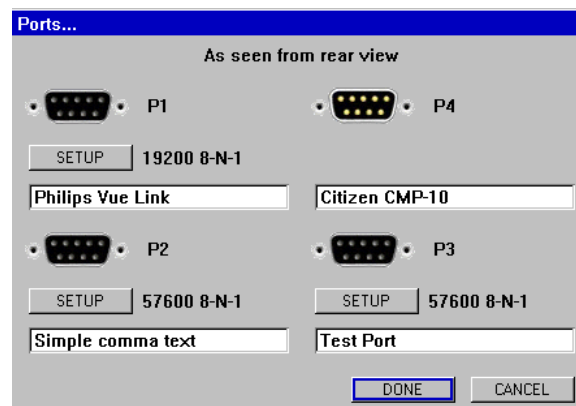 Ports...
As seen from rear view
P1
P4
SETUP 19200 8-N-1
Philips Vue Link
Citizen CMP-10
P2
P3
SETUP 57600 8-N-1
SETUP 57600 8-N-1
Simple comma text
Test Port
DONE
CANCEL